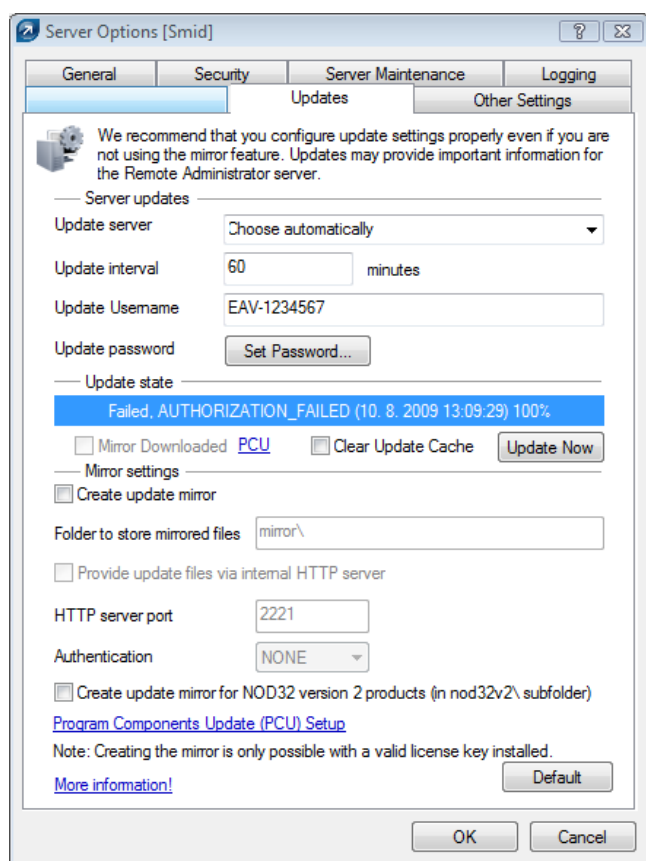 Server Options [Smid]
General Security Server Maintenance Logging
Updates Other Settings
We recommend that you configure update settings properly even if you are
not using the mirror feature. Updates may provide important information for
the Remote Administrator server.
Server updates
Update server Choose automatically
Update interval 60 minutes
Update Username EAV-1234567
Update password Set Password...
Update state
Failed, AUTHORIZATION_FAILED (10. 8. 2009 13:09:29) 100%
Mirror Downloaded PCU Clear Update Cache Update Now
Mirror settings
Create update mirror
Folder to store mirrored files mirror\
Provide update files via internal HTTP server
HTTP server port 2221
Authentication NONE
Create update mirror for NOD32 version 2 products (in nod32v2\ subfolder)
Program Components Update (PCU) Setup
Note: Creating the mirror is only possible with a valid license key installed.
More information! Default
OK Cancel